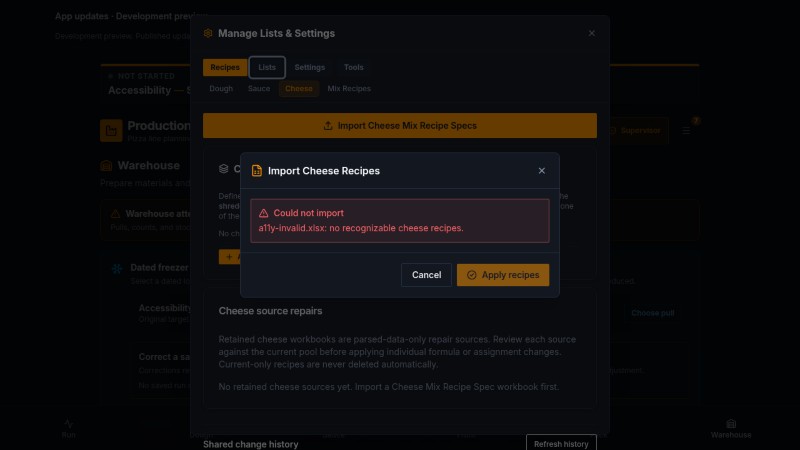 App updates · Development preview
Manage Lists & Settings
Development preview. Published upda
Recipes
Lists
Settings
Tools
NOT STARTED
Accessibility — S
Dough
Sauce
Cheese
Mix Recipes
Import Cheese Mix Recipe Specs
Production
Supervisor
Warehouse
Prepare materials and
Import Cheese Recipes
Warehouse atte
Could not import
a11y-invalid.xlsx: no recognizable cheese recipes.
Dated freezer
Cancel
Apply recipes
Accessibility
Original target
Choose pull
Correct a sa
Cheese source repairs
Retained cheese workbooks are parsed-data-only repair sources. Review each source
against the current pool before applying individual formula or assignment changes.
Current-only recipes are never deleted automatically.
No retained cheese sources yet. Import a Cheese Mix Recipe Spec workbook first.
Run
Warehouse
Shared change history
Refresh history